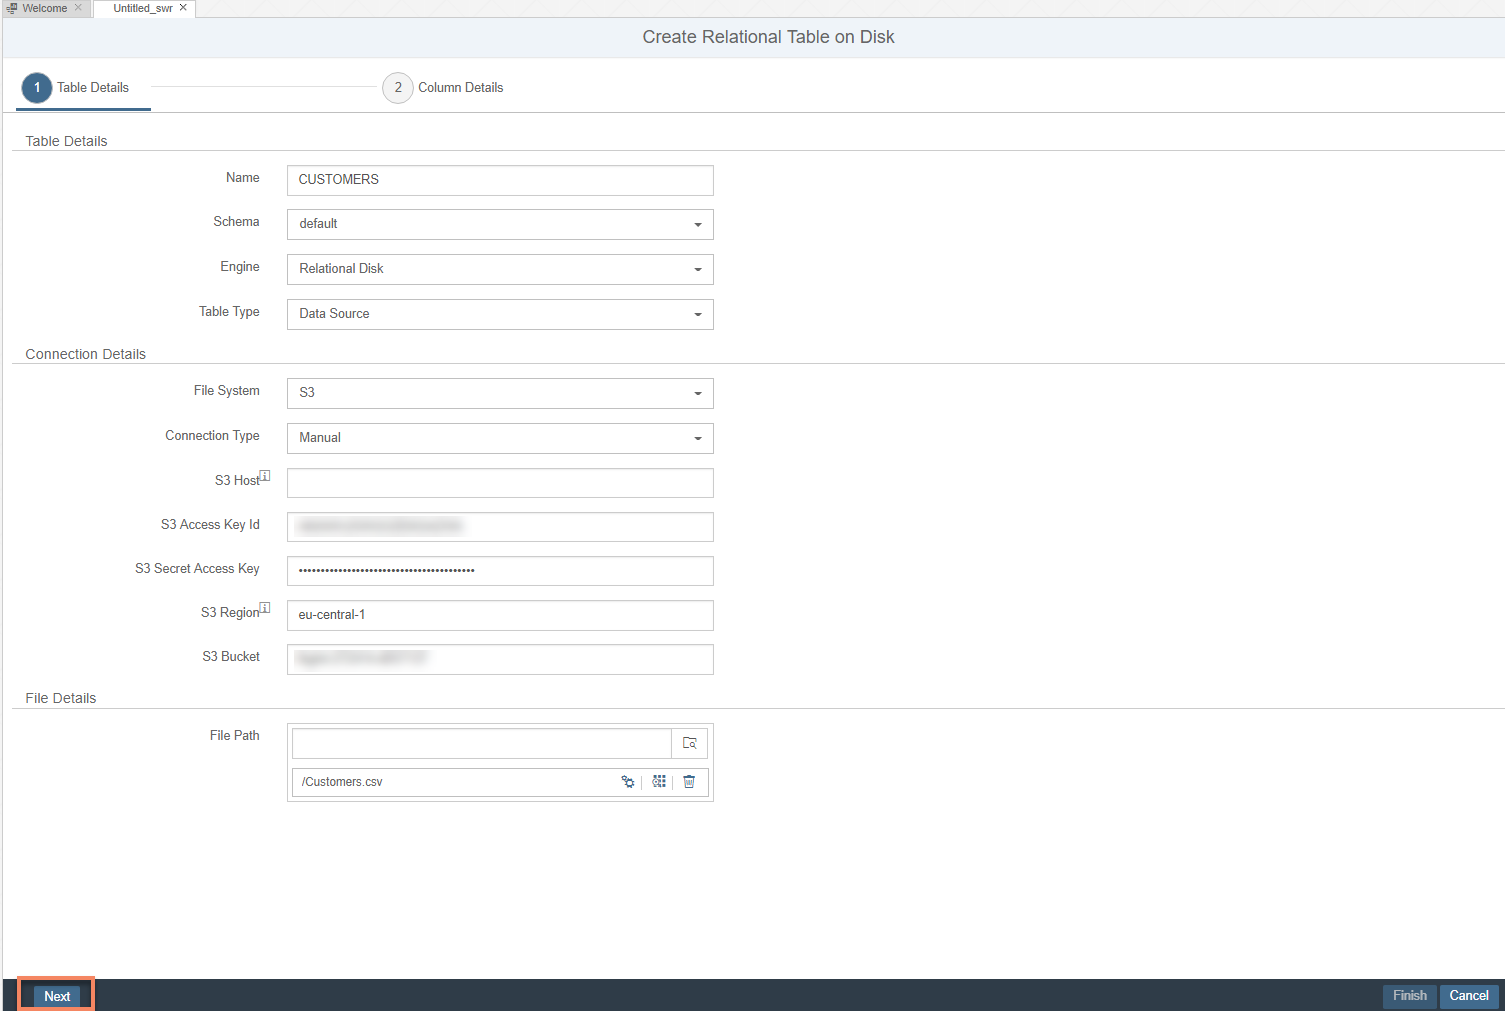 Welcome
Untitled_swr
Create Relational Table on Disk
1 Table Details
2 Column Details
Table Details
Name CUSTOMERS
Schema default
Engine Relational Disk
Table Type Data Source
Connection Details
File System S3
Connection Type Manual
S3 Host
S3 Access Key Id
S3 Secret Access Key
S3 Region eu-central-1
S3 Bucket
File Details
File Path
/Customers.csv
Next
Finish
Cancel